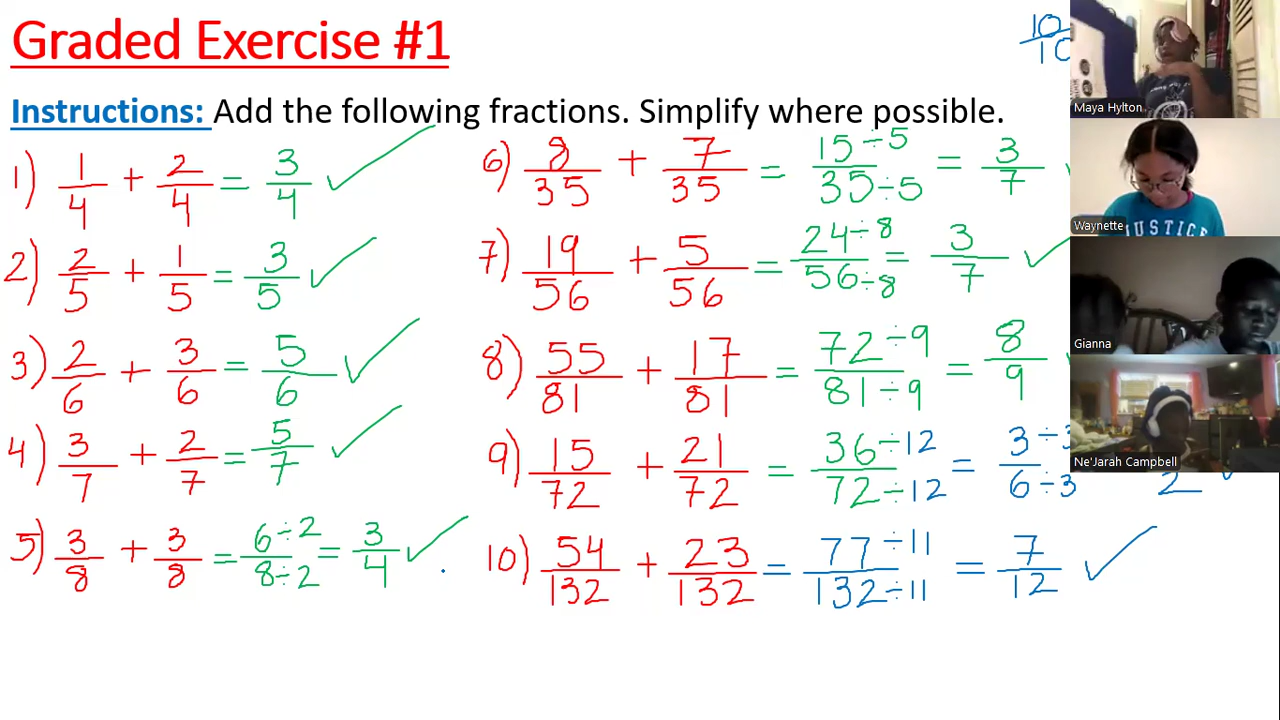 Graded Exercise #1
10/10
Instructions: Add the following fractions. Simplify where possible.
1) 1/4 + 2/4 = 3/4 ✓
2) 2/5 + 1/5 = 3/5 ✓
3) 2/6 + 3/6 = 5/6 ✓
4) 3/7 + 2/7 = 5/7 ✓
5) 3/8 + 3/8 = 6÷2/8÷2 = 3/4 ✓
6) 8/35 + 7/35 = 15÷5/35÷5 = 3/7
7) 19/56 + 5/56 = 24÷8/56÷8 = 3/7 ✓
8) 55/81 + 17/81 = 72÷9/81÷9 = 8/9
9) 15/72 + 21/72 = 36÷12/72÷12 = 3÷3/6÷3 2
10) 54/132 + 23/132 = 77÷11/132÷11 = 7/12 ✓
Maya Hylton
Waynette
JUSTICE
Gianna
Ne'Jarah Campbell